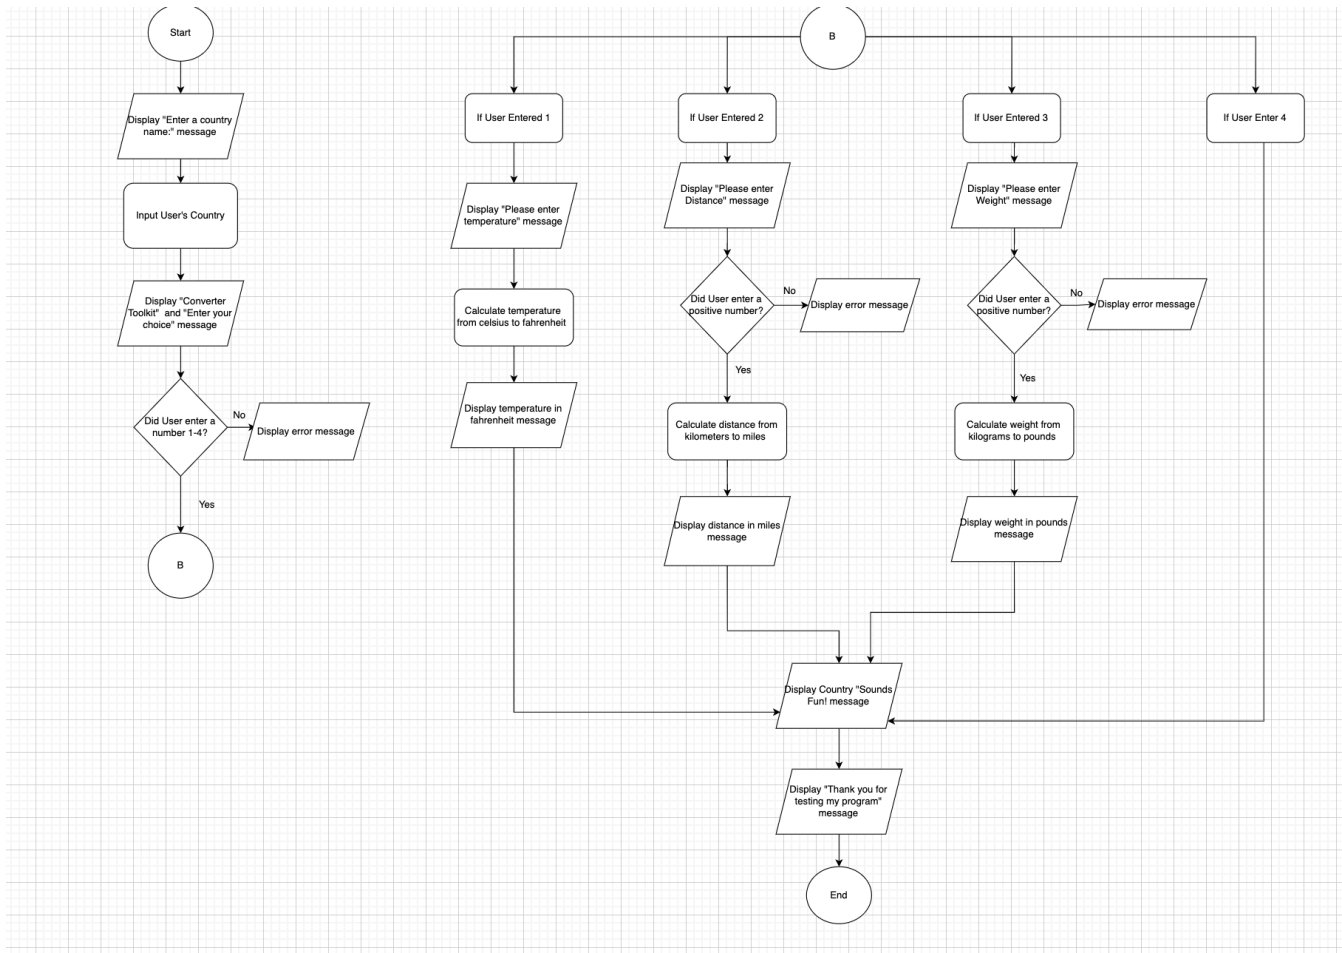 Start
Display "Enter a country
name:" message
Input User's Country
Display "Converter
Toolkit" and "Enter your
choice" message
Did User enter a
number 1-4?
No
Display error message
Yes
B
B
If User Entered 1
Display "Please enter
temperature" message
Calculate temperature
from celsius to fahrenheit
Display temperature in
fahrenheit message
If User Entered 2
Display "Please enter
Distance" message
Did User enter a
positive number?
No
Display error message
Yes
Calculate distance from
kilometers to miles
Display distance in miles
message
If User Entered 3
Display "Please enter
Weight" message
Did User enter a
positive number?
No
Display error message
Yes
Calculate weight from
kilograms to pounds
Display weight in pounds
message
If User Enter 4
Display Country "Sounds
Fun! message
Display "Thank you for
testing my program"
message
End